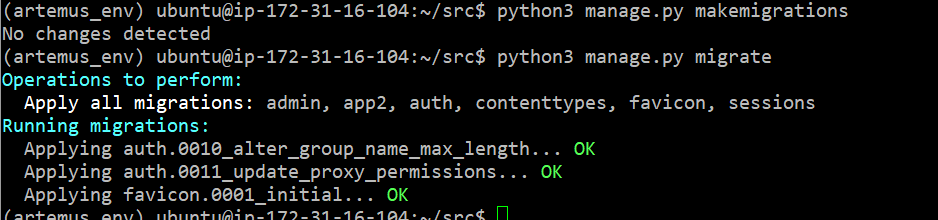 (artemus_env) ubuntu@ip-172-31-16-104:~/src$ python3 manage.py makemigrations
No changes detected
(artemus_env) ubuntu@ip-172-31-16-104:~/src$ python3 manage.py migrate
Operations to perform:
  Apply all migrations: admin, app2, auth, contenttypes, favicon, sessions
Running migrations:
  Applying auth.0010_alter_group_name_max_length... OK
  Applying auth.0011_update_proxy_permissions... OK
  Applying favicon.0001_initial... OK
(artemus_env) ubuntu@ip-172-31-16-104:~/src$